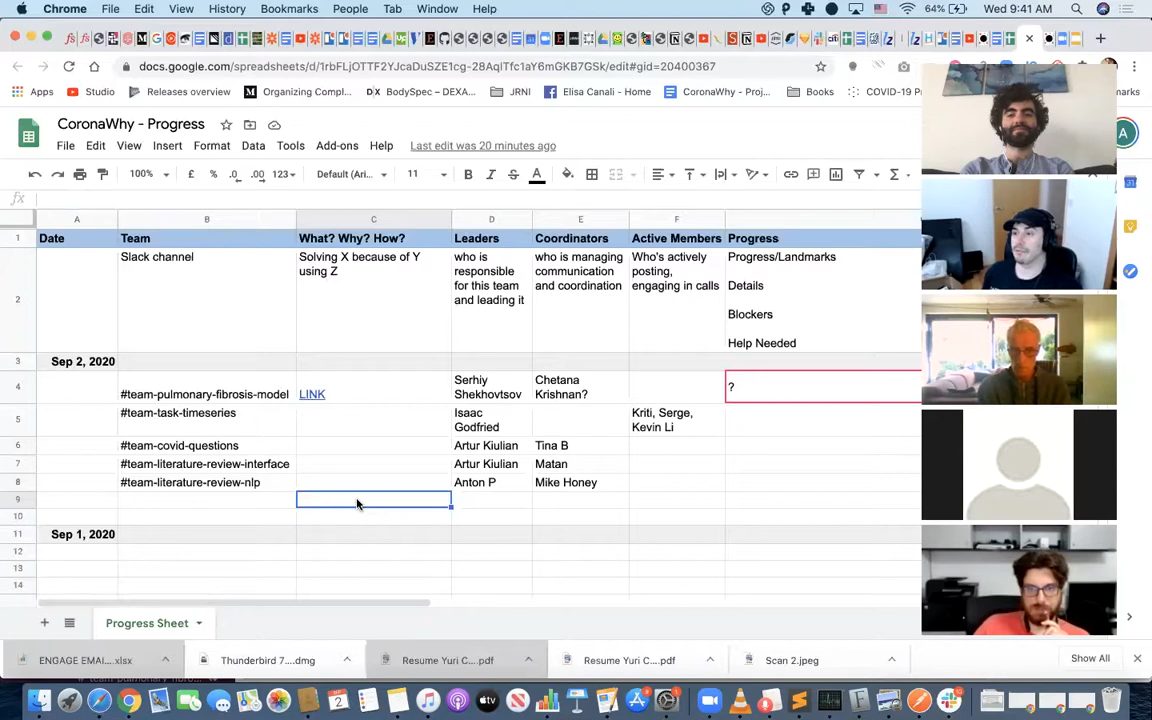 Chrome File Edit View History Bookmarks People Tab Window Help 64% Wed 9:41 AM
docs.google.com/spreadsheets/d/1rbFLjOTTF2YJcaDuSZE1cg-28AqlTfc1aY6mGKB7GSk/edit#gid=20400367
Apps Studio Releases overview Organizing Compl... BodySpec – DEXA... JRNI Elisa Canali - Home CoronaWhy - Proj... Books COVID-19 P
CoronaWhy - Progress
File Edit View Insert Format Data Tools Add-ons Help Last edit was 20 minutes ago
100% £ % .0 .00 123 Default (Ari... 11 B I S A
fx
A B C D E F
1 Date Team What? Why? How? Leaders Coordinators Active Members Progress
2 Slack channel
Solving X because of Y
using Z
who is
responsible
for this team
and leading it
who is managing
communication
and coordination
Who's actively
posting,
engaging in calls
Progress/Landmarks
Details
Blockers
Help Needed
3 Sep 2, 2020
4 #team-pulmonary-fibrosis-model LINK
Serhiy
Shekhovtsov
Chetana
Krishnan?
?
5 #team-task-timeseries
Isaac
Godfried
Kriti, Serge,
Kevin Li
6 #team-covid-questions Artur Kiulian Tina B
7 #team-literature-review-interface Artur Kiulian Matan
8 #team-literature-review-nlp Anton P Mike Honey
9
10
11 Sep 1, 2020
12
13
14
Progress Sheet
ENGAGE EMAI....xlsx Thunderbird 7....dmg Resume Yuri C....pdf Resume Yuri C....pdf Scan 2.jpeg Show All